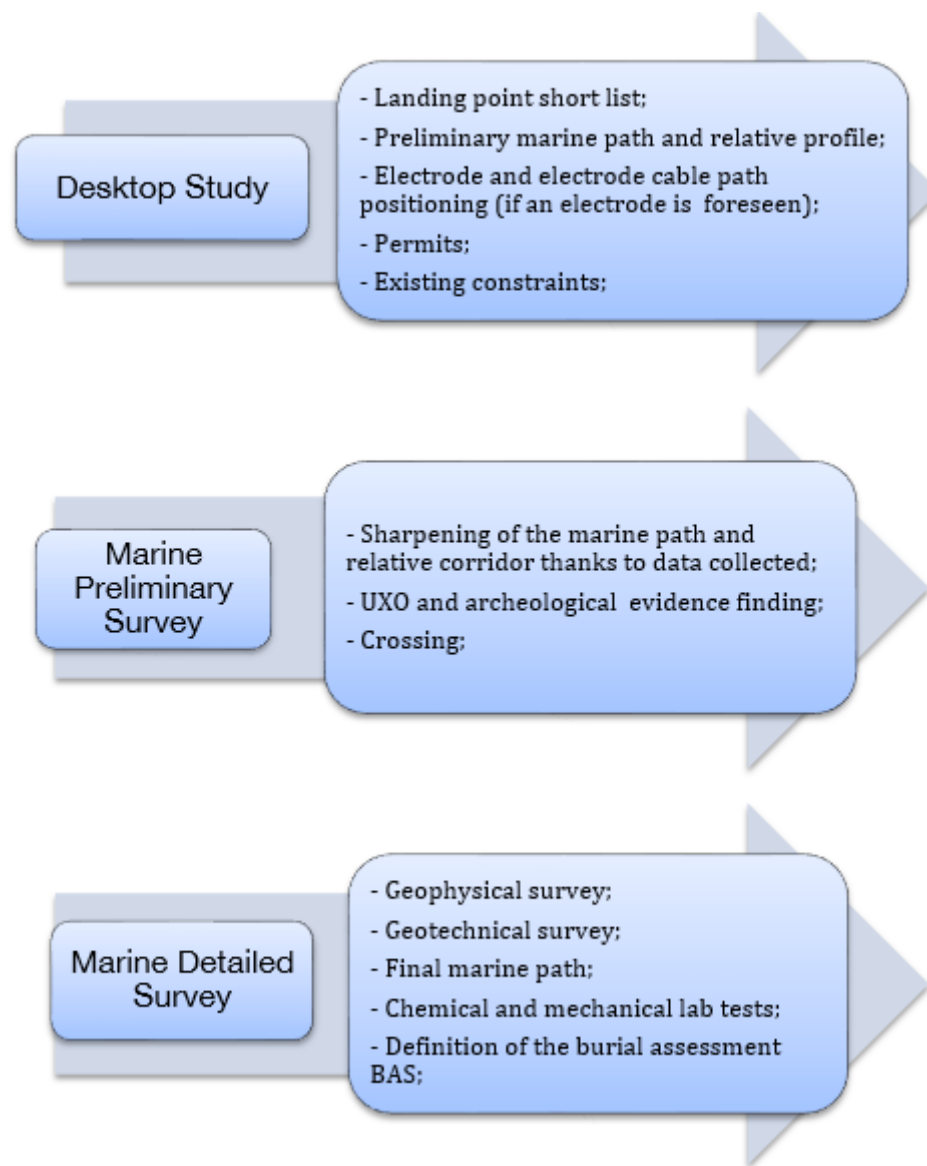 Desktop Study
- Landing point short list;
- Preliminary marine path and relative profile;
- Electrode and electrode cable path
positioning (if an electrode is foreseen);
- Permits;
- Existing constraints;
Marine
Preliminary
Survey
- Sharpening of the marine path and
relative corridor thanks to data collected;
- UXO and archeological evidence finding;
- Crossing;
Marine Detailed
Survey
- Geophysical survey;
- Geotechnical survey;
- Final marine path;
- Chemical and mechanical lab tests;
- Definition of the burial assessment
BAS;